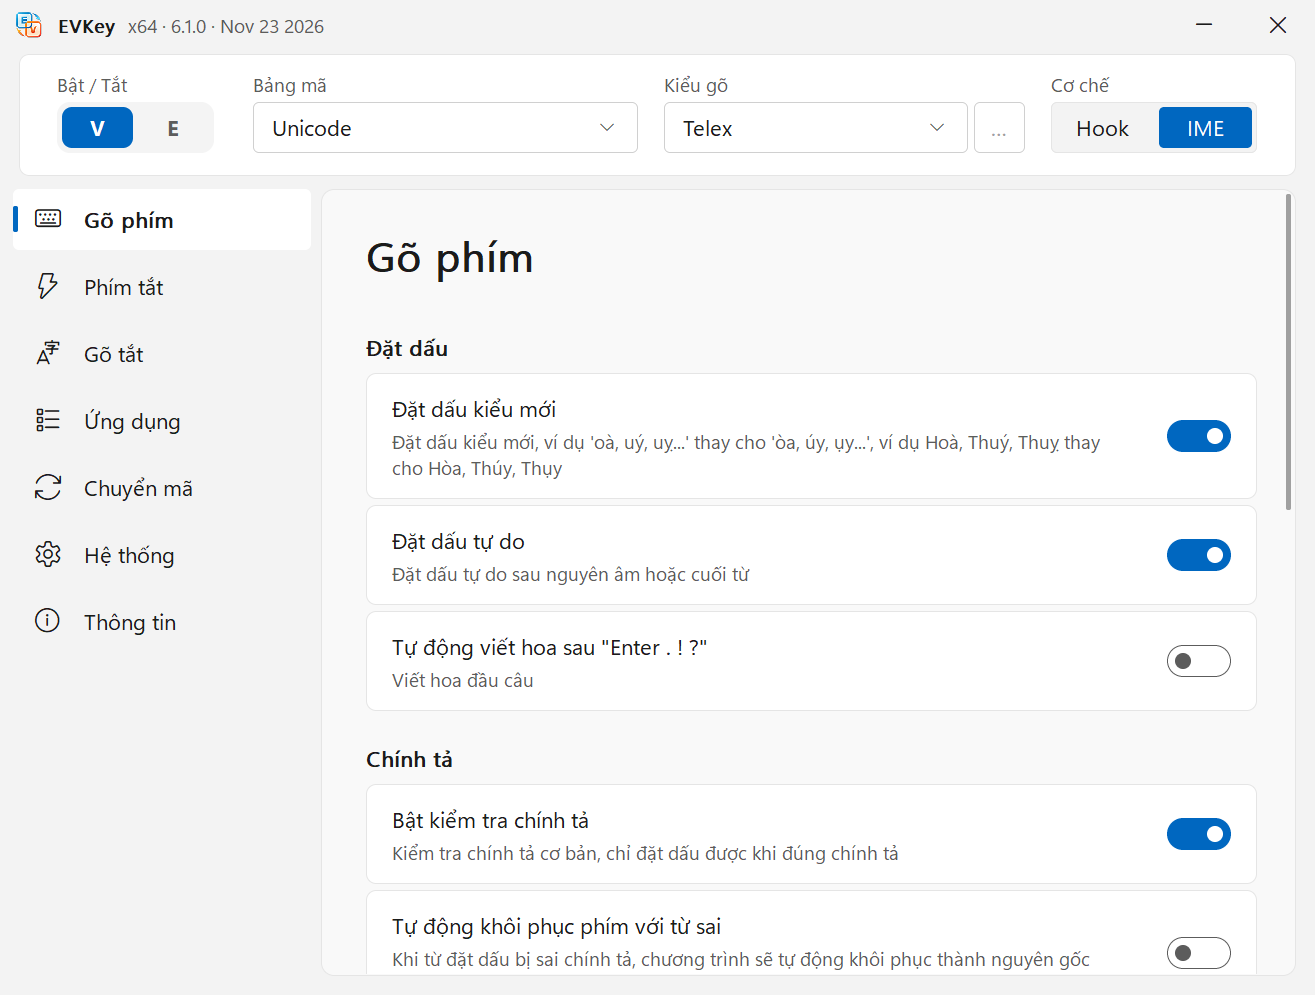 EVKey x64 · 6.1.0 · Nov 23 2026
Bật / Tắt
V E
Bảng mã
Unicode
Kiểu gõ
Telex
...
Cơ chế
Hook IME
Gõ phím
Phím tắt
Gõ tắt
Ứng dụng
Chuyển mã
Hệ thống
Thông tin
Gõ phím
Đặt dấu
Đặt dấu kiểu mới
Đặt dấu kiểu mới, ví dụ 'oà, uý, uỵ...' thay cho 'òa, úy, ụy...', ví dụ Hoà, Thuý, Thuỵ thay
cho Hòa, Thúy, Thụy
Đặt dấu tự do
Đặt dấu tự do sau nguyên âm hoặc cuối từ
Tự động viết hoa sau "Enter . ! ?"
Viết hoa đầu câu
Chính tả
Bật kiểm tra chính tả
Kiểm tra chính tả cơ bản, chỉ đặt dấu được khi đúng chính tả
Tự động khôi phục phím với từ sai
Khi từ đặt dấu bị sai chính tả, chương trình sẽ tự động khôi phục thành nguyên gốc